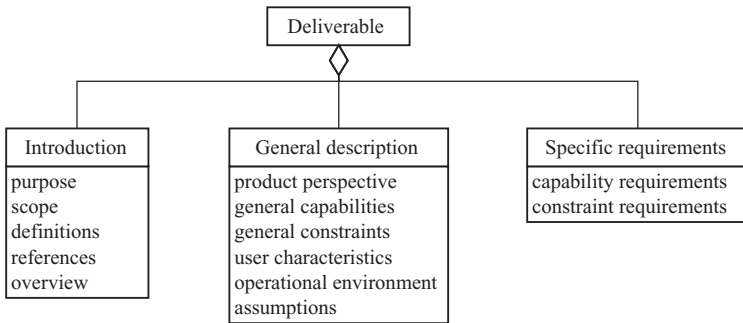 Deliverable
Introduction
purpose
scope
definitions
references
overview
General description
product perspective
general capabilities
general constraints
user characteristics
operational environment
assumptions
Specific requirements
capability requirements
constraint requirements